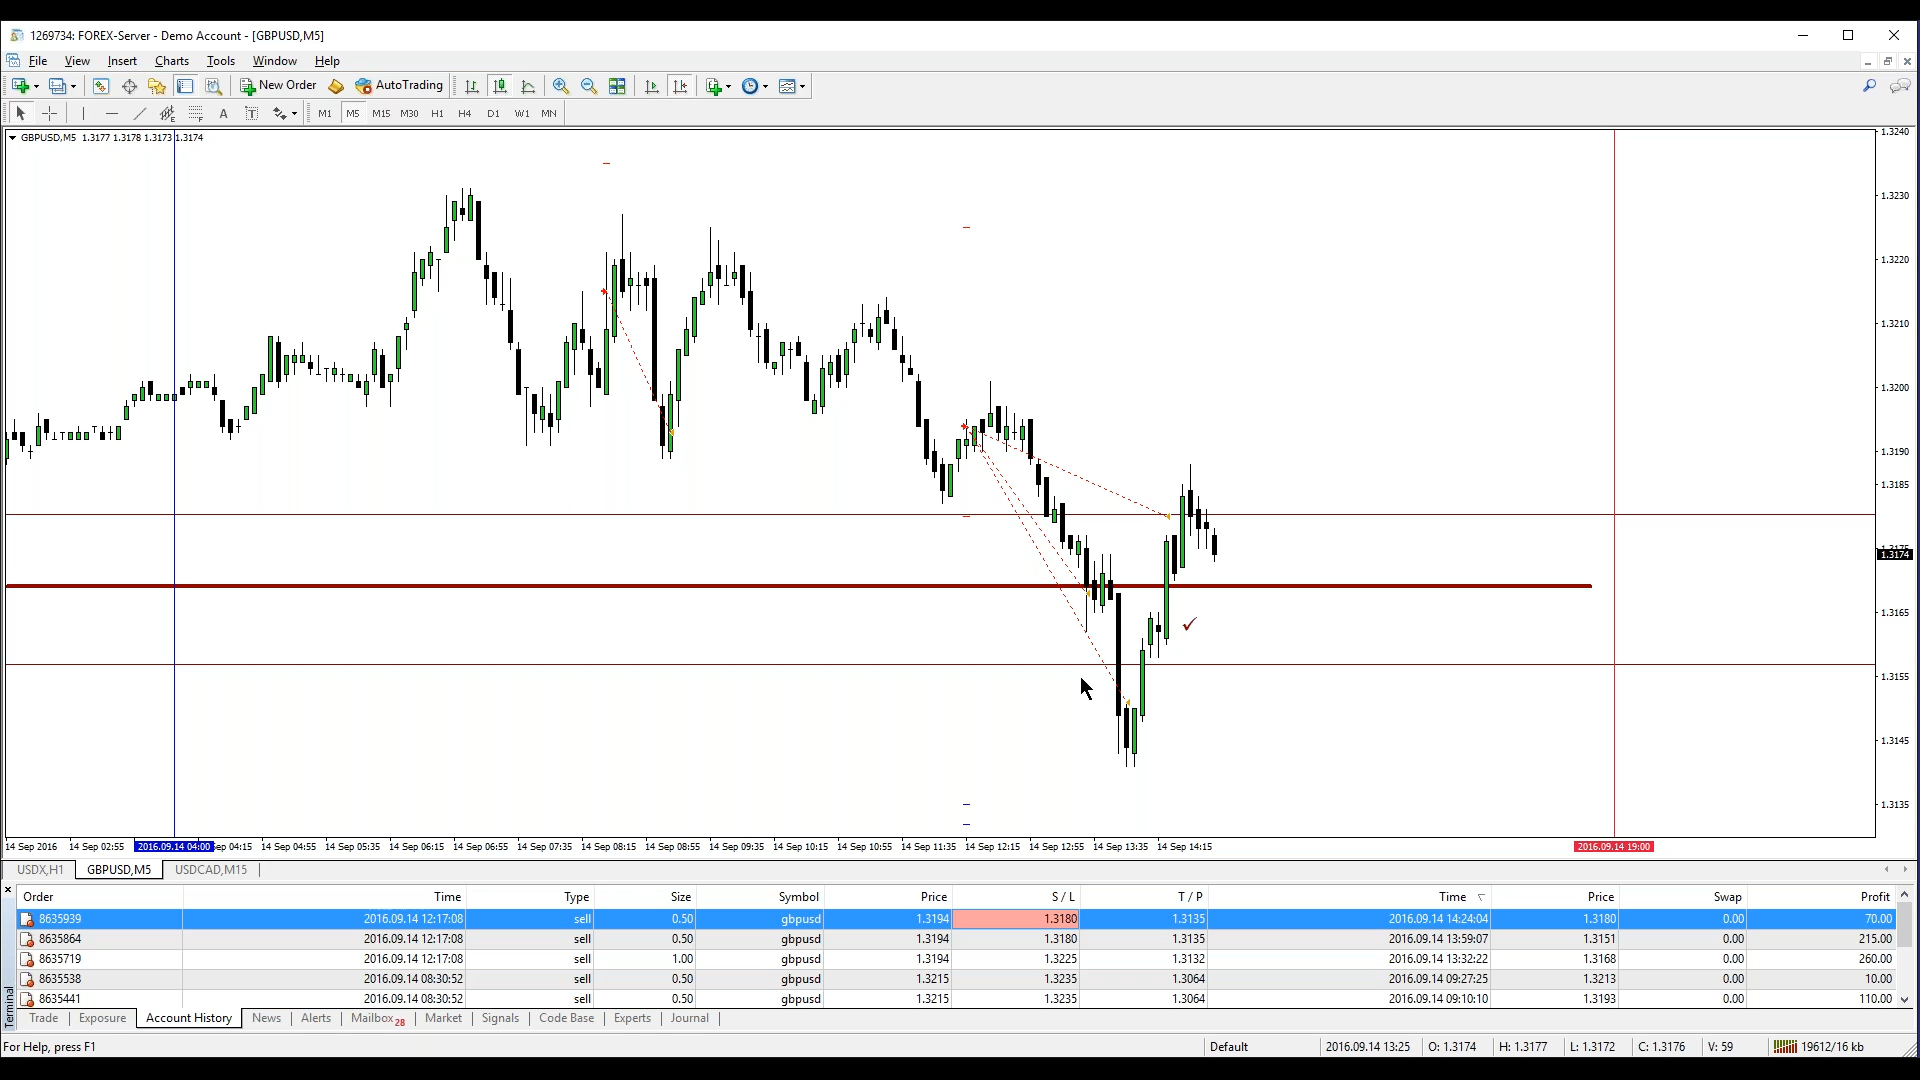 1269734: FOREX-Server - Demo Account - [GBPUSD,M5]
File View Insert Charts Tools Window Help
New Order AutoTrading
A T M1 M5 M15 M30 H1 H4 D1 W1 MN
GBPUSD,M5 1.3177 1.3178 1.3173 1.3174
1.3240
1.3230
1.3220
1.3210
1.3200
1.3190
1.3185
1.3174
1.3165
1.3155
1.3145
1.3135
14 Sep 2016 14 Sep 02:55 2016.09.14 04:00 ep 04:15 14 Sep 04:55 14 Sep 05:35 14 Sep 06:15 14 Sep 06:55 14 Sep 07:35 14 Sep 08:15 14 Sep 08:55 14 Sep 09:35 14 Sep 10:15 14 Sep 10:55 14 Sep 11:35 14 Sep 12:15 14 Sep 12:55 14 Sep 13:35 14 Sep 14:15 2016.09.14 19:00
USDX,H1 GBPUSD,M5 USDCAD,M15
Order Time Type Size Symbol Price S / L T / P Time Price Swap Profit
8635939 2016.09.14 12:17:08 sell 0.50 gbpusd 1.3194 1.3180 1.3135 2016.09.14 14:24:04 1.3180 0.00 70.00
8635864 2016.09.14 12:17:08 sell 0.50 gbpusd 1.3194 1.3180 1.3135 2016.09.14 13:59:07 1.3151 0.00 215.00
8635719 2016.09.14 12:17:08 sell 1.00 gbpusd 1.3194 1.3225 1.3132 2016.09.14 13:32:22 1.3168 0.00 260.00
8635538 2016.09.14 08:30:52 sell 0.50 gbpusd 1.3215 1.3235 1.3064 2016.09.14 09:27:25 1.3213 0.00 10.00
8635441 2016.09.14 08:30:52 sell 0.50 gbpusd 1.3215 1.3235 1.3064 2016.09.14 09:10:10 1.3193 0.00 110.00
Terminal
Trade Exposure Account History News Alerts Mailbox 28 Market Signals Code Base Experts Journal
For Help, press F1 Default 2016.09.14 13:25 O: 1.3174 H: 1.3177 L: 1.3172 C: 1.3176 V: 59 19612/16 kb